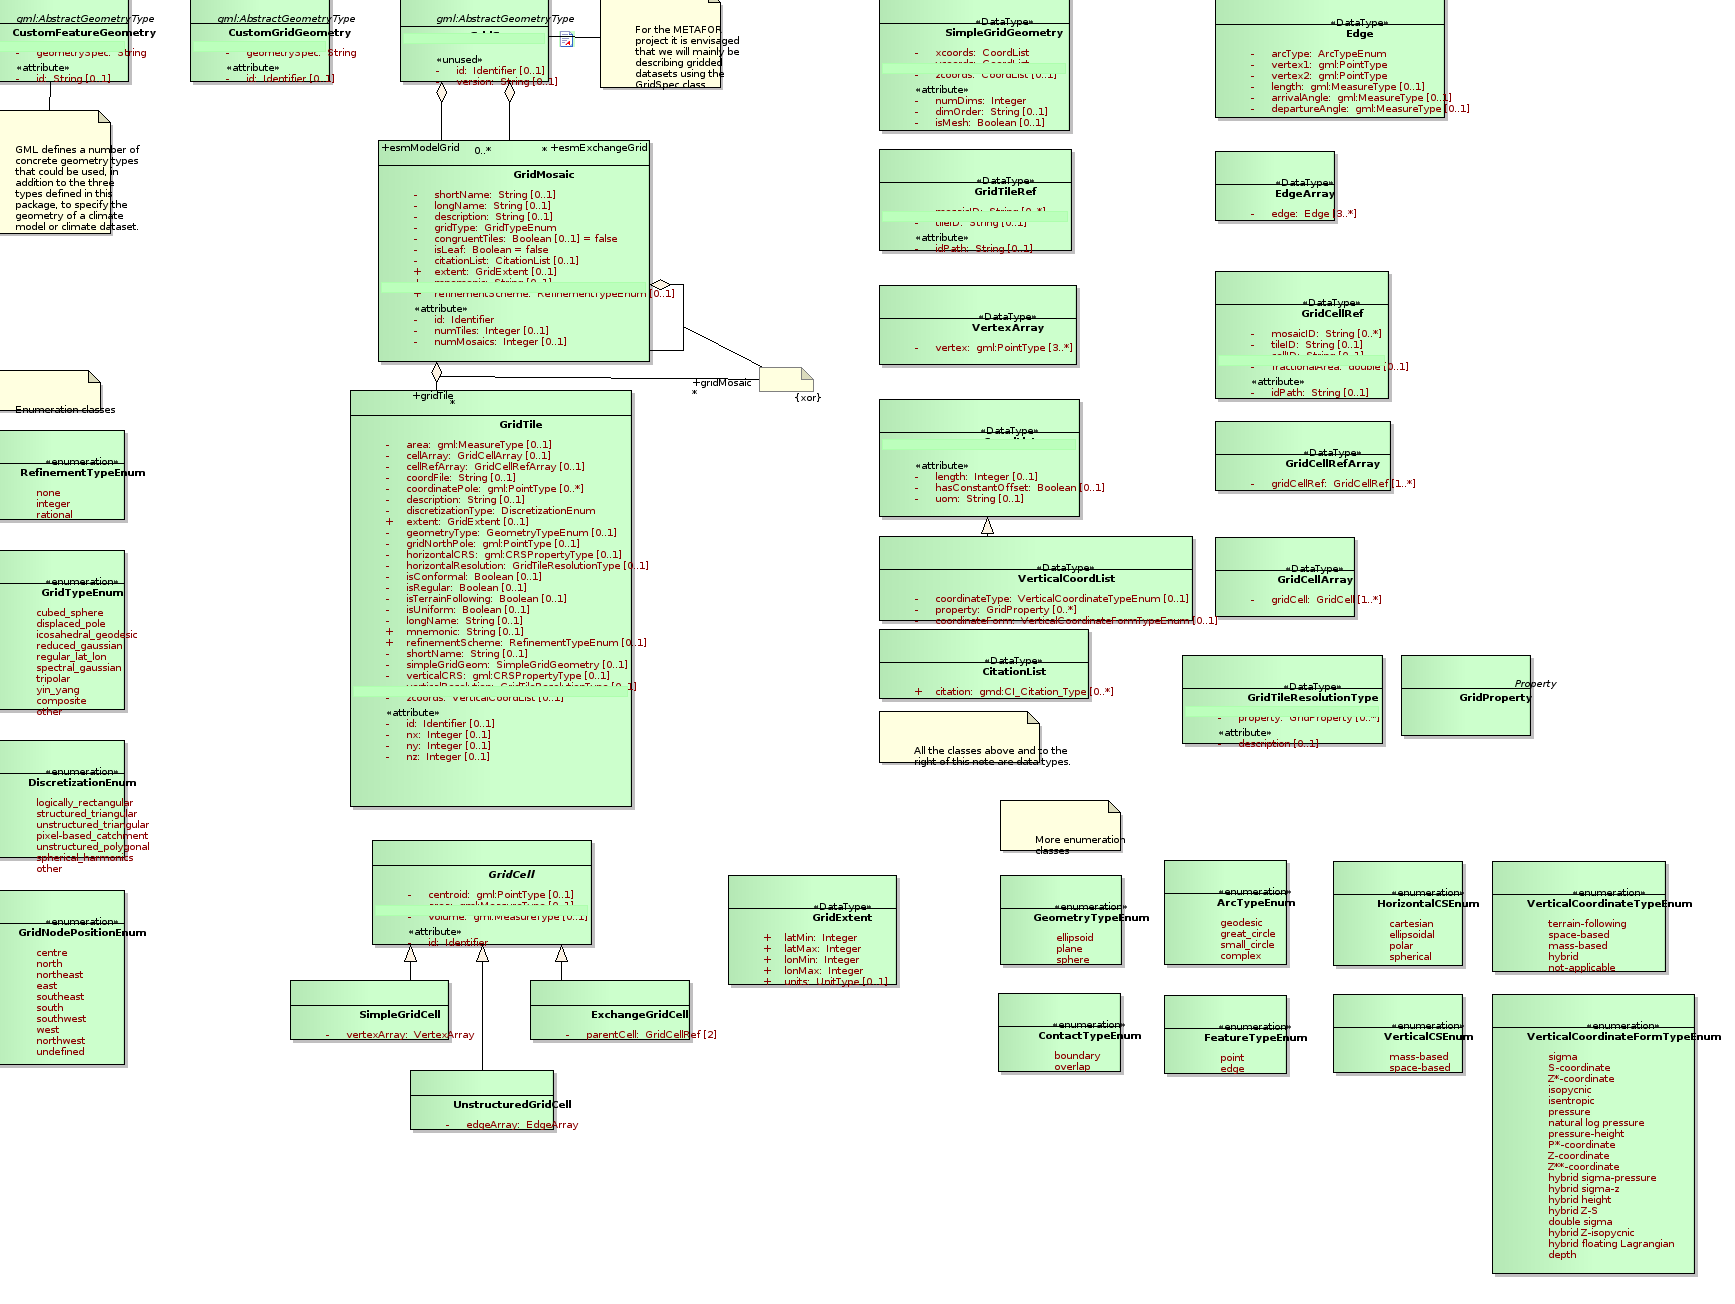 gml:AbstractGeometryType
CustomFeatureGeometry
- geometrySpec: String
«attribute»
- id: String [0..1]
gml:AbstractGeometryType
CustomGridGeometry
- geometrySpec: String
«attribute»
- id: Identifier [0..1]
gml:AbstractGeometryType
«unused»
- id: Identifier [0..1]
- version: String [0..1]
For the METAFOR
project it is envisaged
that we will mainly be
describing gridded
datasets using the
GridSpec class.
GML defines a number of
concrete geometry types
that could be used, in
addition to the three
types defined in this
package, to specify the
geometry of a climate
model or climate dataset.
+esmModelGrid 0..* * +esmExchangeGrid
GridMosaic
- shortName: String [0..1]
- longName: String [0..1]
- description: String [0..1]
- gridType: GridTypeEnum
- congruentTiles: Boolean [0..1] = false
- isLeaf: Boolean = false
- citationList: CitationList [0..1]
+ extent: GridExtent [0..1]
+ mnemonic: String [0..1]
+ refinementScheme: RefinementTypeEnum [0..1]
«attribute»
- id: Identifier
- numTiles: Integer [0..1]
- numMosaics: Integer [0..1]
+gridMosaic
*
{xor}
+gridTile
*
GridTile
- area: gml:MeasureType [0..1]
- cellArray: GridCellArray [0..1]
- cellRefArray: GridCellRefArray [0..1]
- coordFile: String [0..1]
- coordinatePole: gml:PointType [0..*]
- description: String [0..1]
- discretizationType: DiscretizationEnum
+ extent: GridExtent [0..1]
- geometryType: GeometryTypeEnum [0..1]
- gridNorthPole: gml:PointType [0..1]
- horizontalCRS: gml:CRSPropertyType [0..1]
- horizontalResolution: GridTileResolutionType [0..1]
- isConformal: Boolean [0..1]
- isRegular: Boolean [0..1]
- isTerrainFollowing: Boolean [0..1]
- isUniform: Boolean [0..1]
- longName: String [0..1]
+ mnemonic: String [0..1]
+ refinementScheme: RefinementTypeEnum [0..1]
- shortName: String [0..1]
- simpleGridGeom: SimpleGridGeometry [0..1]
- verticalCRS: gml:CRSPropertyType [0..1]
- verticalResolution: GridTileResolutionType [0..1]
- zcoords: VerticalCoordList [0..1]
«attribute»
- id: Identifier [0..1]
- nx: Integer [0..1]
- ny: Integer [0..1]
- nz: Integer [0..1]
Enumeration classes
«enumeration»
RefinementTypeEnum
none
integer
rational
«enumeration»
GridTypeEnum
cubed_sphere
displaced_pole
icosahedral_geodesic
reduced_gaussian
regular_lat_lon
spectral_gaussian
tripolar
yin_yang
composite
other
«enumeration»
DiscretizationEnum
logically_rectangular
structured_triangular
unstructured_triangular
pixel-based_catchment
unstructured_polygonal
spherical_harmonics
other
«enumeration»
GridNodePositionEnum
centre
north
northeast
east
southeast
south
southwest
west
northwest
undefined
GridCell
- centroid: gml:PointType [0..1]
- area: gml:MeasureType [0..1]
- volume: gml:MeasureType [0..1]
«attribute»
- id: Identifier
SimpleGridCell
- vertexArray: VertexArray
ExchangeGridCell
- parentCell: GridCellRef [2]
UnstructuredGridCell
- edgeArray: EdgeArray
«DataType»
SimpleGridGeometry
- xcoords: CoordList
- ycoords: CoordList
- zcoords: CoordList [0..1]
«attribute»
- numDims: Integer
- dimOrder: String [0..1]
- isMesh: Boolean [0..1]
«DataType»
GridTileRef
- mosaicID: String [0..*]
- tileID: String [0..1]
«attribute»
- idPath: String [0..1]
«DataType»
VertexArray
- vertex: gml:PointType [3..*]
«DataType»
«attribute»
- length: Integer [0..1]
- hasConstantOffset: Boolean [0..1]
- uom: String [0..1]
«DataType»
VerticalCoordList
- coordinateType: VerticalCoordinateTypeEnum [0..1]
- property: GridProperty [0..*]
- coordinateForm: VerticalCoordinateFormTypeEnum [0..1]
«DataType»
CitationList
+ citation: gmd:CI_Citation_Type [0..*]
All the classes above and to the
right of this note are data types.
«DataType»
Edge
- arcType: ArcTypeEnum
- vertex1: gml:PointType
- vertex2: gml:PointType
- length: gml:MeasureType [0..1]
- arrivalAngle: gml:MeasureType [0..1]
- departureAngle: gml:MeasureType [0..1]
«DataType»
EdgeArray
- edge: Edge [3..*]
«DataType»
GridCellRef
- mosaicID: String [0..*]
- tileID: String [0..1]
- cellID: String [0..1]
- fractionalArea: double [0..1]
«attribute»
- idPath: String [0..1]
«DataType»
GridCellRefArray
- gridCellRef: GridCellRef [1..*]
«DataType»
GridCellArray
- gridCell: GridCell [1..*]
«DataType»
GridTileResolutionType
- property: GridProperty [0..*]
«attribute»
- description [0..1]
Property
GridProperty
More enumeration
classes
«DataType»
GridExtent
+ latMin: Integer
+ latMax: Integer
+ lonMin: Integer
+ lonMax: Integer
+ units: UnitType [0..1]
«enumeration»
GeometryTypeEnum
ellipsoid
plane
sphere
«enumeration»
ArcTypeEnum
geodesic
great_circle
small_circle
complex
«enumeration»
HorizontalCSEnum
cartesian
ellipsoidal
polar
spherical
«enumeration»
VerticalCoordinateTypeEnum
terrain-following
space-based
mass-based
hybrid
not-applicable
«enumeration»
ContactTypeEnum
boundary
overlap
«enumeration»
FeatureTypeEnum
point
edge
«enumeration»
VerticalCSEnum
mass-based
space-based
«enumeration»
VerticalCoordinateFormTypeEnum
sigma
S-coordinate
Z*-coordinate
isopycnic
isentropic
pressure
natural log pressure
pressure-height
P*-coordinate
Z-coordinate
Z**-coordinate
hybrid sigma-pressure
hybrid sigma-z
hybrid height
hybrid Z-S
double sigma
hybrid Z-isopycnic
hybrid floating Lagrangian
depth